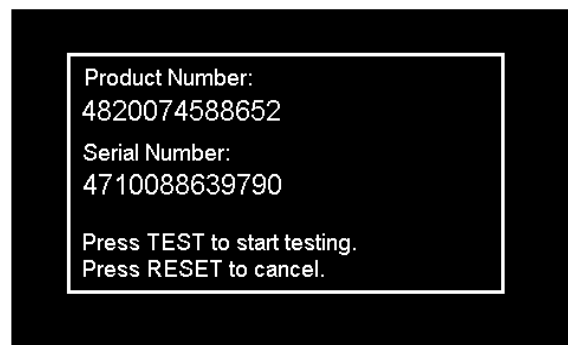 Product Number:
4820074588652
Serial Number:
4710088639790
Press TEST to start testing.
Press RESET to cancel.